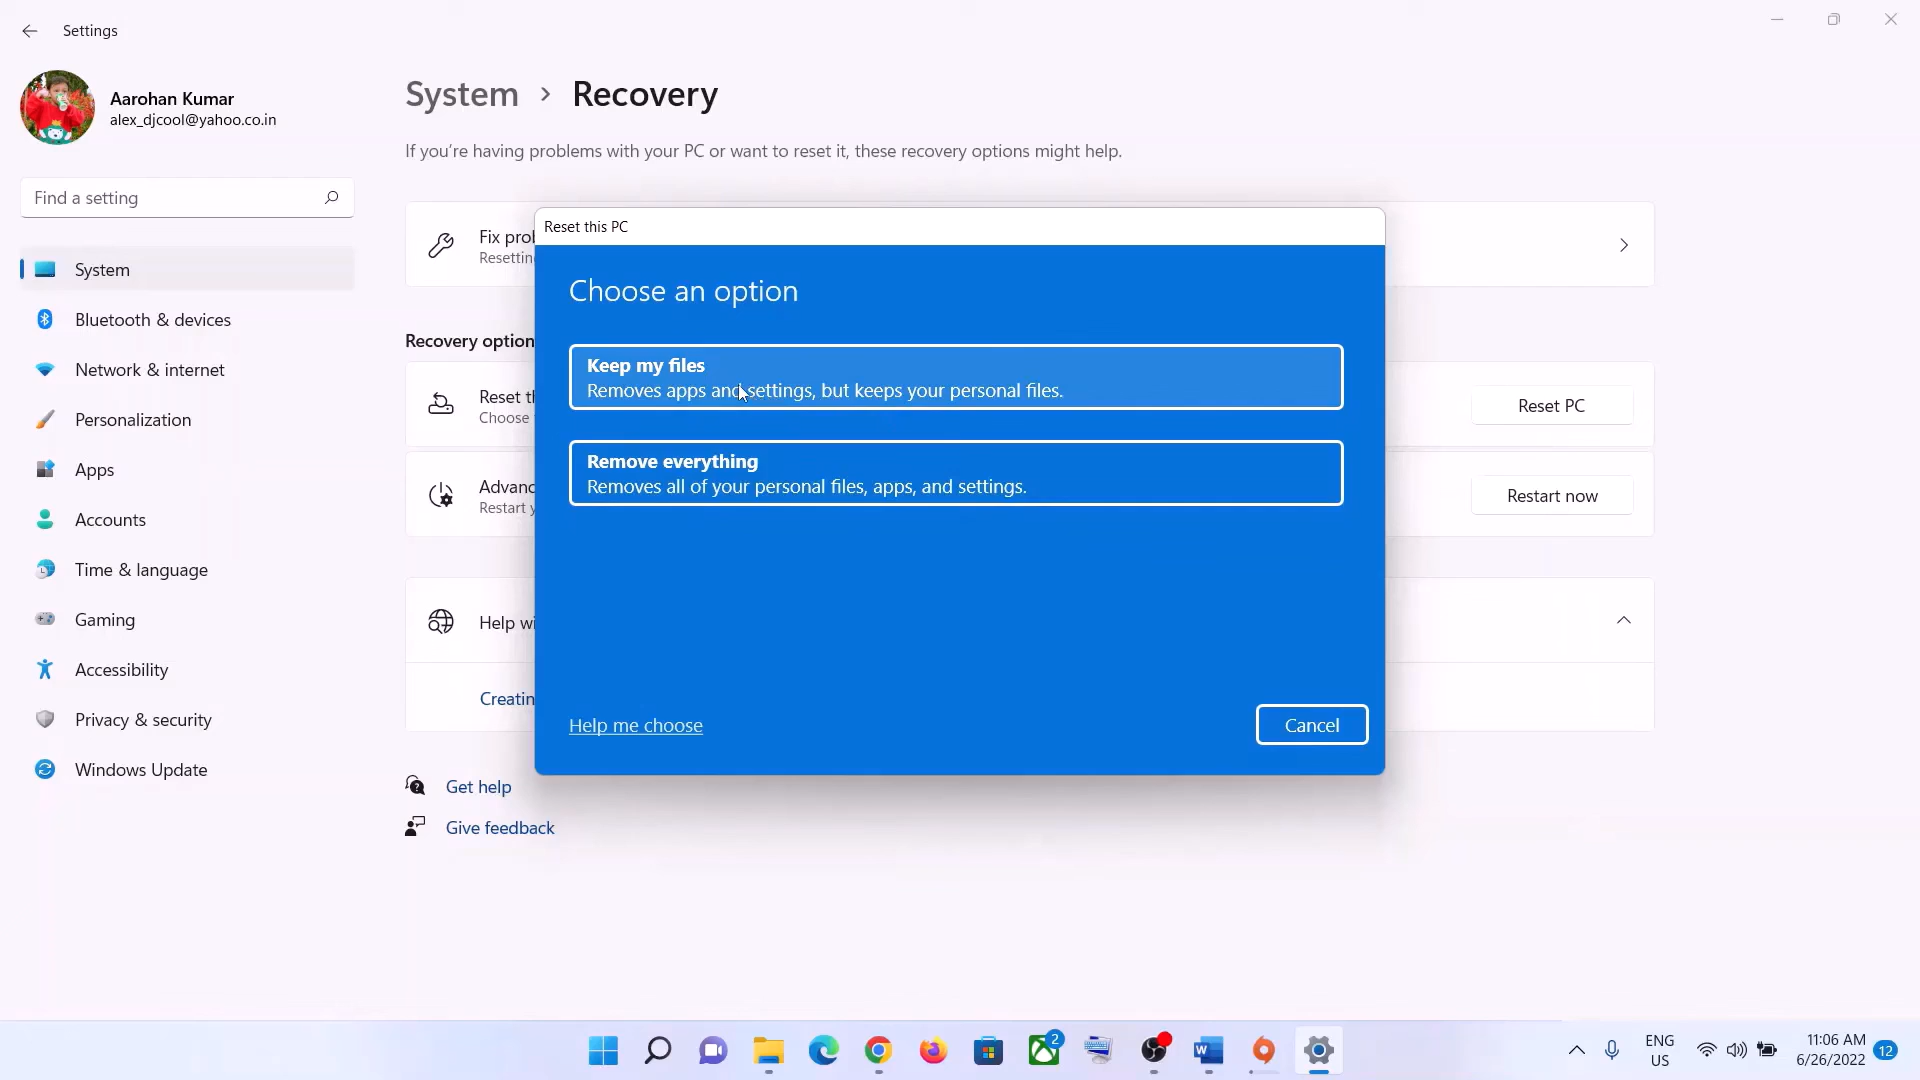 Settings
Aarohan Kumar
alex_djcool@yahoo.co.in
Find a setting
System
Bluetooth & devices
Network & internet
Personalization
Apps
Accounts
Time & language
Gaming
Accessibility
Privacy & security
Windows Update
System > Recovery
If you're having problems with your PC or want to reset it, these recovery options might help.
Fix pro
Resettin
Recovery option
Reset t
Choose
Reset PC
Advanc
Restart
Restart now
Help wi
Creatin
Get help
Give feedback
Reset this PC
Choose an option
Keep my files
Removes apps and settings, but keeps your personal files.
Remove everything
Removes all of your personal files, apps, and settings.
Help me choose
Cancel
2
ENG
US
11:06 AM
6/26/2022
12